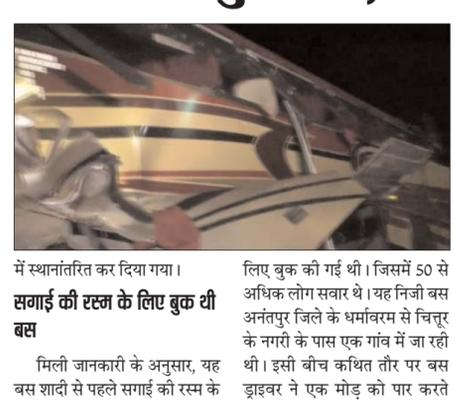 में स्थानांतरित कर दिया गया।
सगाई की रस्म के लिए बुक थी
बस
मिली जानकारी के अनुसार, यह
बस शादी से पहले सगाई की रस्म के
लिए बुक की गई थी। जिसमें 50 से
अधिक लोग सवार थे। यह निजी बस
अनंतपुर जिले के धर्मावरम से चित्तूर
के नगरी के पास एक गांव में जा रही
थी। इसी बीच कथित तौर पर बस
ड्राइवर ने एक मोड़ को पार करते